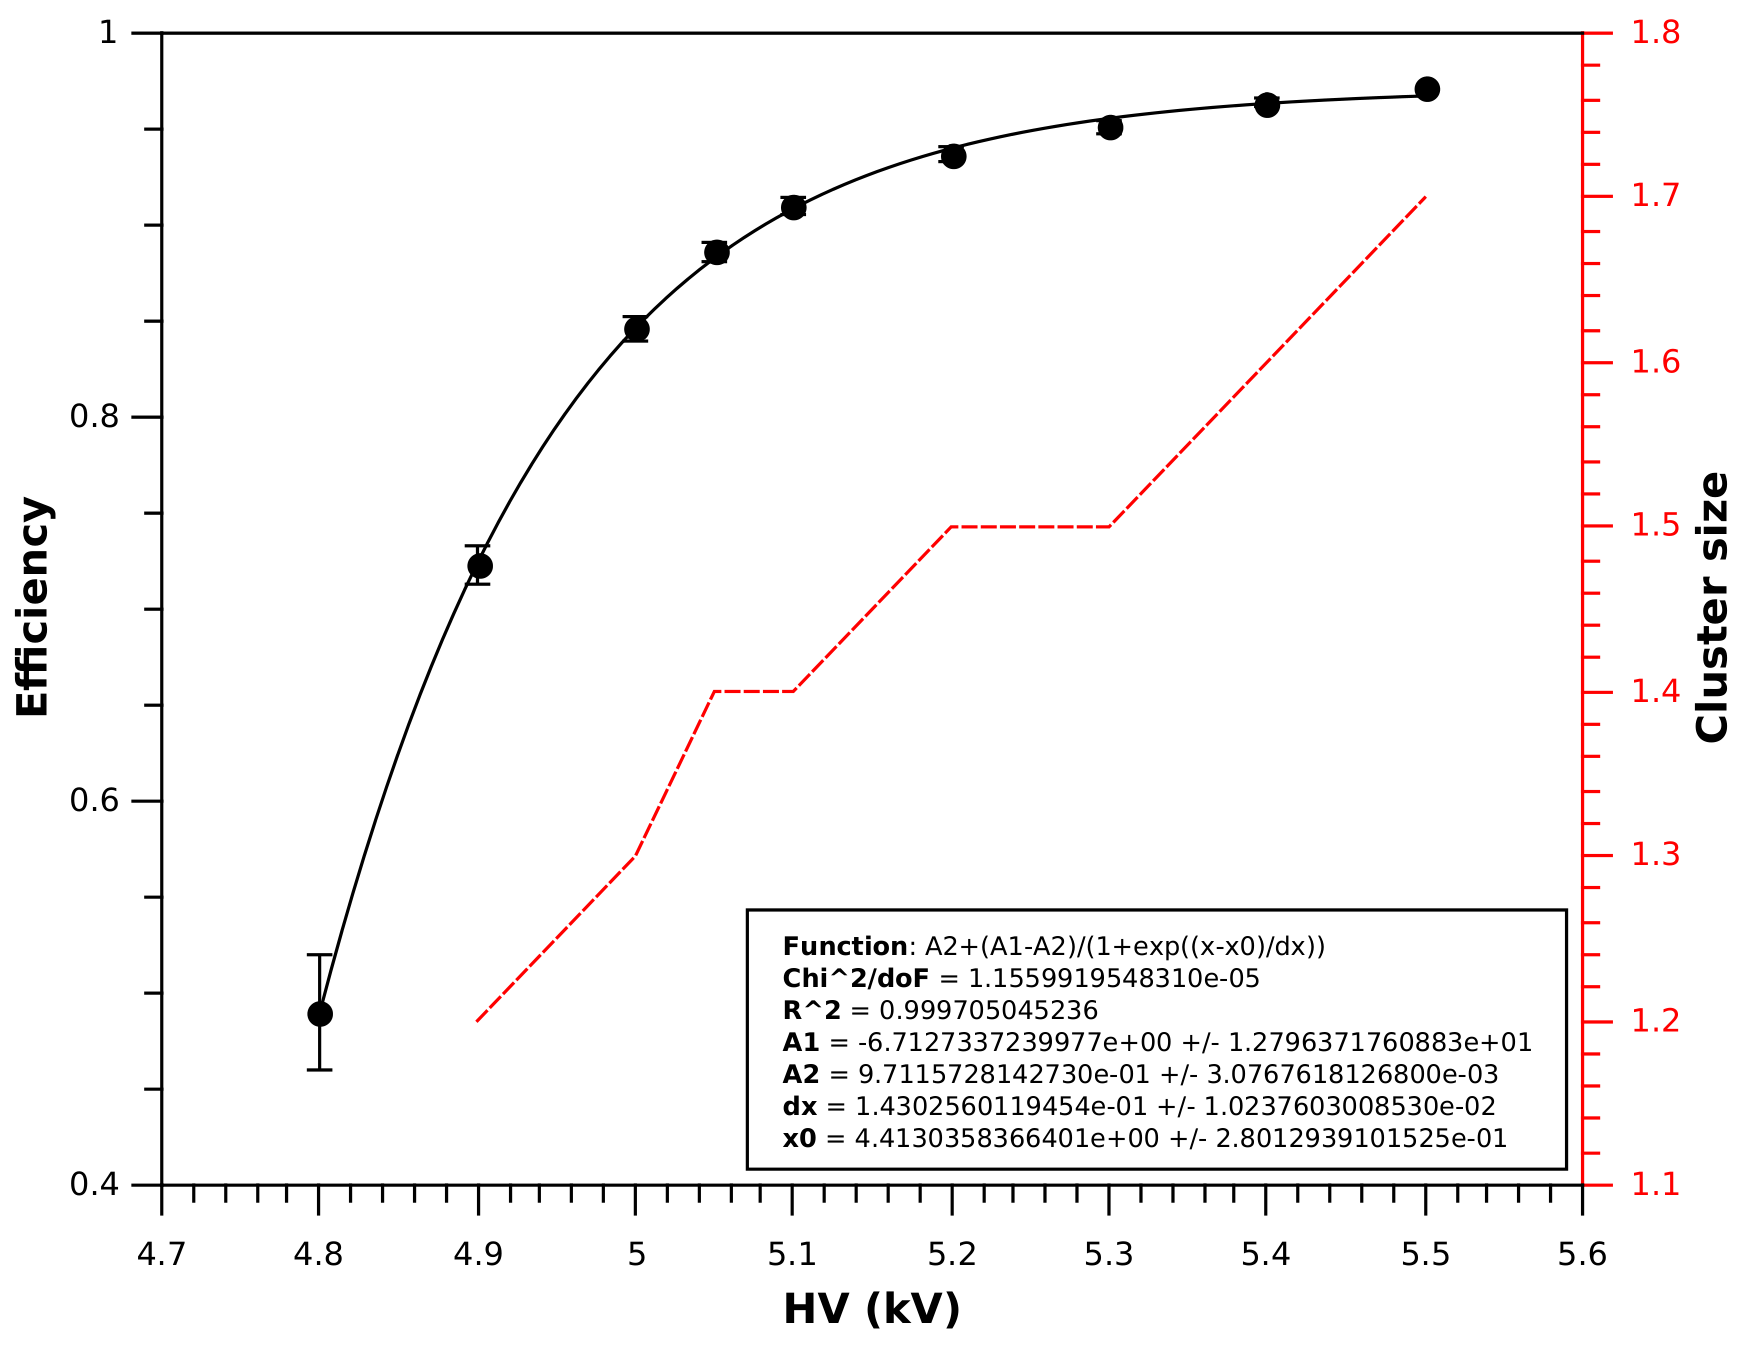 1
0.8
0.6
0.4
Efficiency
4.7 4.8 4.9 5 5.1 5.2 5.3 5.4 5.5 5.6
HV (kV)
1.8
1.7
1.6
1.5
1.4
1.3
1.2
1.1
Cluster size
Function: A2+(A1-A2)/(1+exp((x-x0)/dx))
Chi^2/doF = 1.1559919548310e-05
R^2 = 0.999705045236
A1 = -6.7127337239977e+00 +/- 1.2796371760883e+01
A2 = 9.7115728142730e-01 +/- 3.0767618126800e-03
dx = 1.4302560119454e-01 +/- 1.0237603008530e-02
x0 = 4.4130358366401e+00 +/- 2.8012939101525e-01